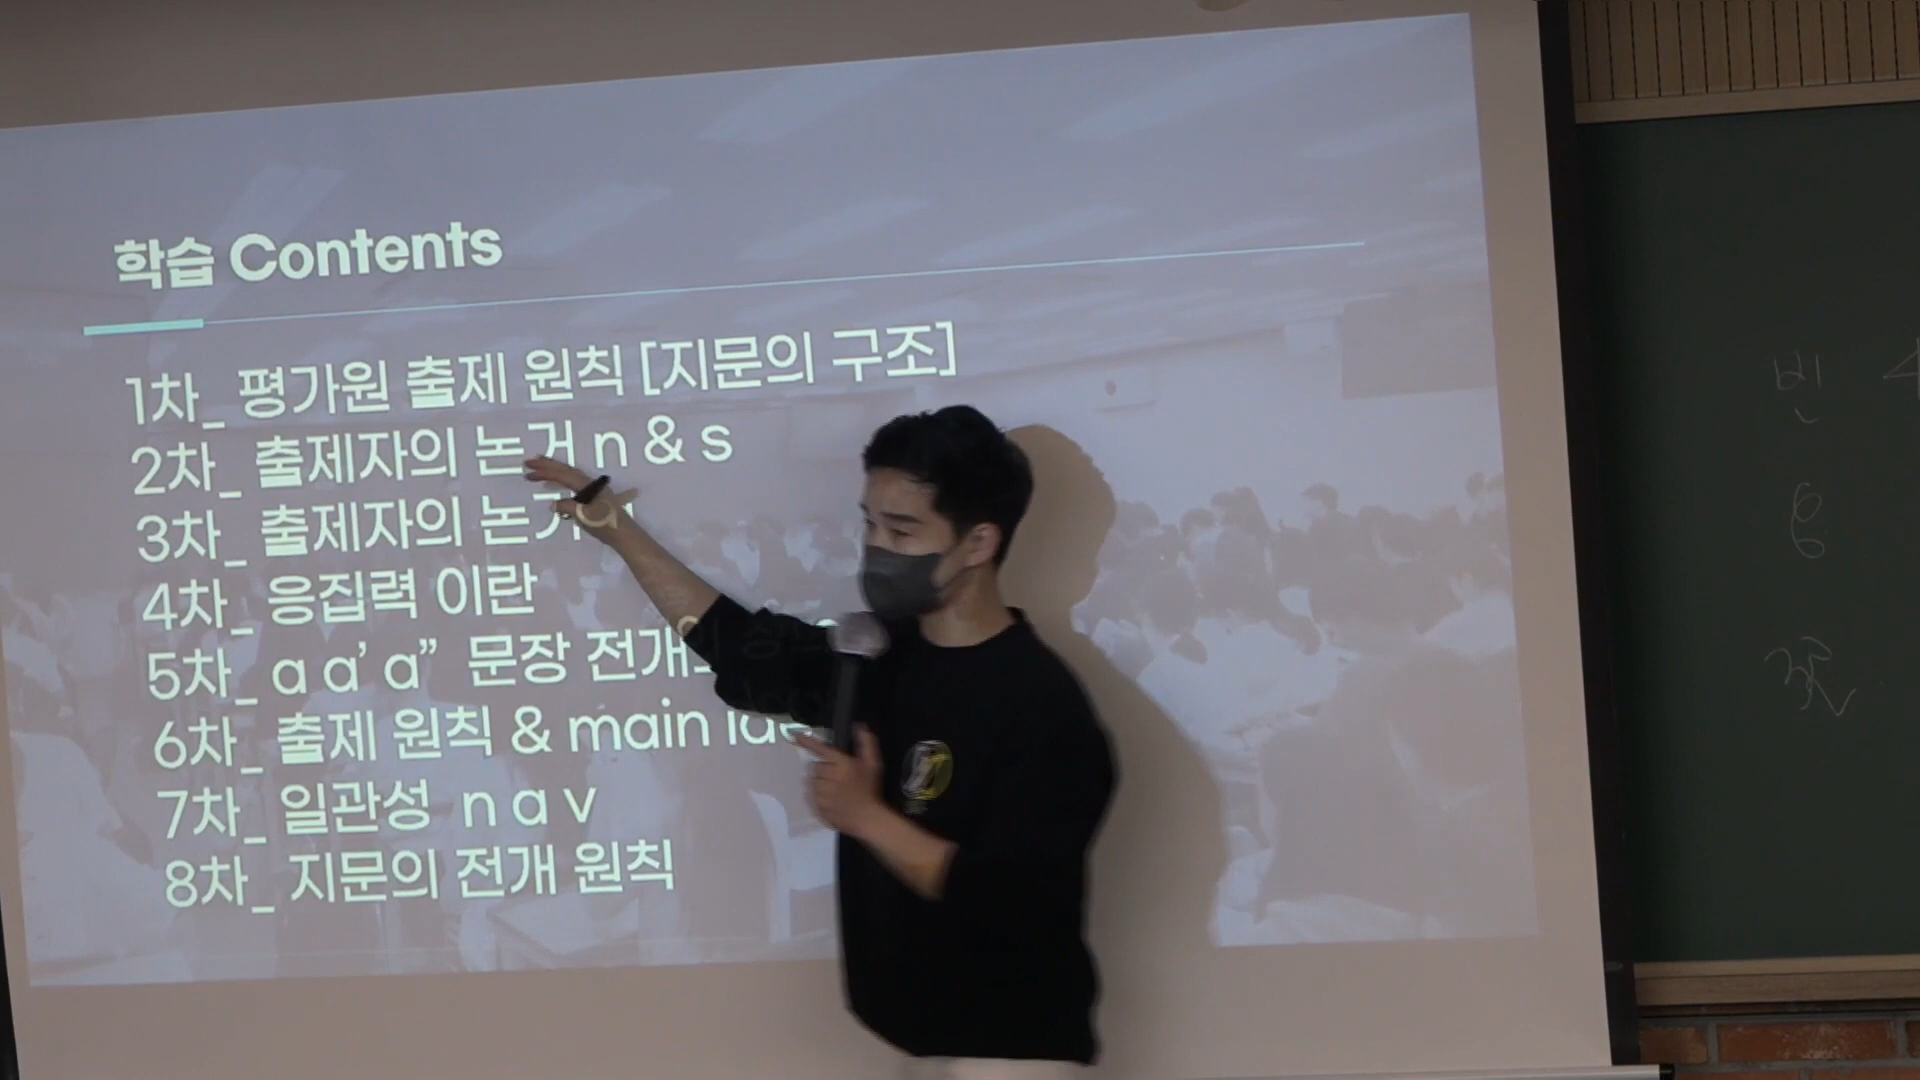 학습 Contents
1차_ 평가원 출제 원칙 [지문의 구조]
2차_ 출제자의 논거 n & s
3차_ 출제자의 논거
4차_ 응집력 이란
5차_ a a' a" 문장 전개의
6차_ 출제 원칙 & main
7차_ 일관성 n a v
8차_ 지문의 전개 원칙
빈